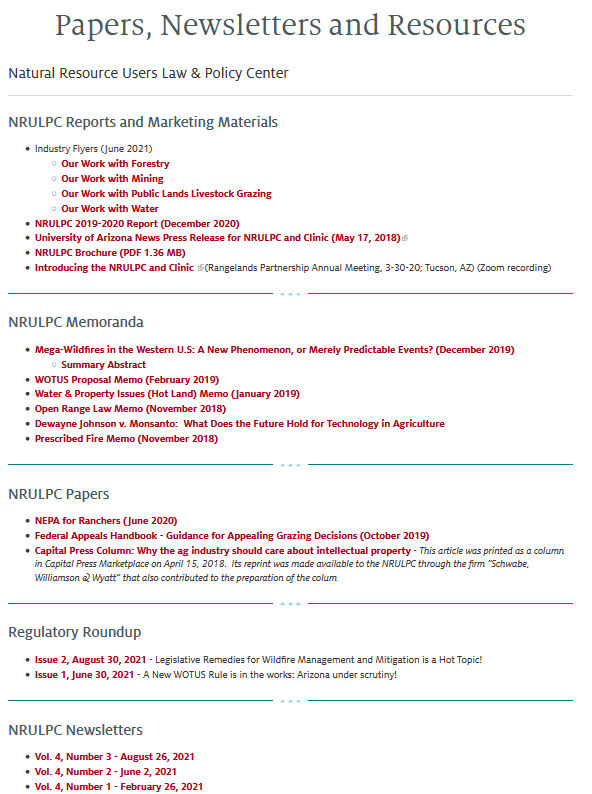 Papers, Newsletters and Resources
Natural Resource Users Law & Policy Center
NRULPC Reports and Marketing Materials
Industry Flyers (June 2021)
Our Work with Forestry
Our Work with Mining
Our Work with Public Lands Livestock Grazing
Our Work with Water
NRULPC 2019-2020 Report (December 2020)
University of Arizona News Press Release for NRULPC and Clinic (May 17, 2018)
NRULPC Brochure (PDF 1.36 MB)
Introducing the NRULPC and Clinic (Rangelands Partnership Annual Meeting, 3-30-20; Tucson, AZ) (Zoom recording)
NRULPC Memoranda
Mega-Wildfires in the Western U.S: A New Phenomenon, or Merely Predictable Events? (December 2019)
Summary Abstract
WOTUS Proposal Memo (February 2019)
Water & Property Issues (Hot Land) Memo (January 2019)
Open Range Law Memo (November 2018)
Dewayne Johnson v. Monsanto:  What Does the Future Hold for Technology in Agriculture
Prescribed Fire Memo (November 2018)
NRULPC Papers
NEPA for Ranchers (June 2020)
Federal Appeals Handbook - Guidance for Appealing Grazing Decisions (October 2019)
Capital Press Column: Why the ag industry should care about intellectual property - This article was printed as a column
in Capital Press Marketplace on April 15, 2018.  Its reprint was made available to the NRULPC through the firm "Schwabe,
Williamson & Wyatt" that also contributed to the preparation of the colum
Regulatory Roundup
Issue 2, August 30, 2021 - Legislative Remedies for Wildfire Management and Mitigation is a Hot Topic!
Issue 1, June 30, 2021 - A New WOTUS Rule is in the works: Arizona under scrutiny!
NRULPC Newsletters
Vol. 4, Number 3 - August 26, 2021
Vol. 4, Number 2 - June 2, 2021
Vol. 4, Number 1 - February 26, 2021